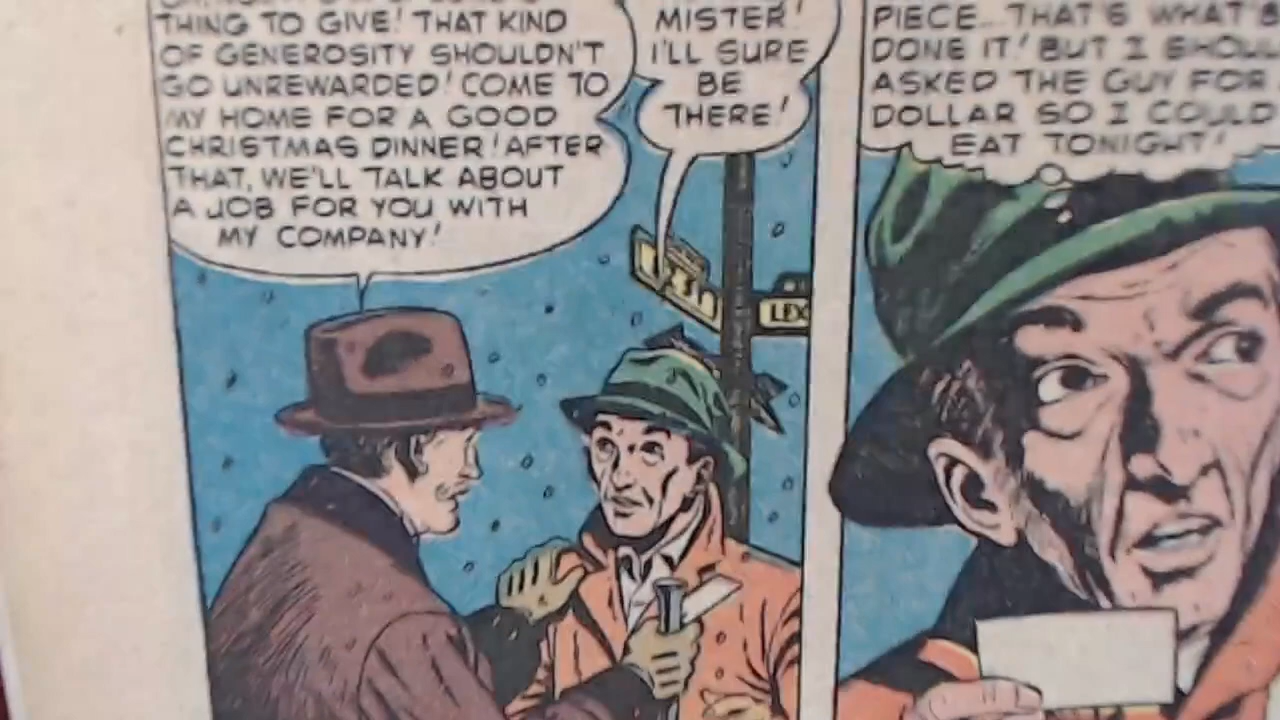 THING TO GIVE! THAT KIND
OF GENEROSITY SHOULDN'T
GO UNREWARDED! COME TO
MY HOME FOR A GOOD
CHRISTMAS DINNER! AFTER
THAT, WE'LL TALK ABOUT
A JOB FOR YOU WITH
MY COMPANY!
MISTER!
I'LL SURE
BE
THERE!
PIECE... THAT'S WHAT
DONE IT! BUT I
ASKED THE GUY FOR
DOLLAR SO I COULD
EAT TONIGHT!
LEX